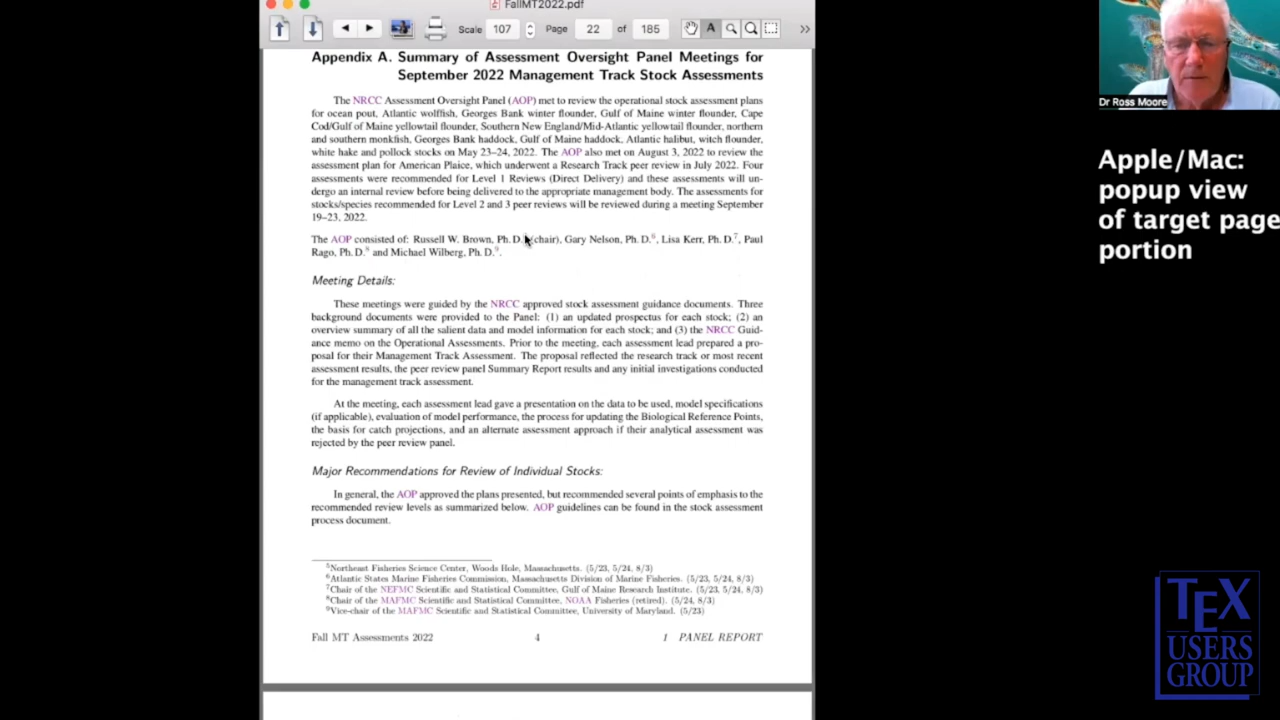 FallMT2022.pdf
Scale 107 Page 22 of 185 A >>
Appendix A. Summary of Assessment Oversight Panel Meetings for
September 2022 Management Track Stock Assessments
The NRCC Assessment Oversight Panel (AOP) met to review the operational stock assessment plans
for ocean pout, Atlantic wolffish, Georges Bank winter flounder, Gulf of Maine winter flounder, Cape
Cod/Gulf of Maine yellowtail flounder, Southern New England/Mid-Atlantic yellowtail flounder, northern
and southern monkfish, Georges Bank haddock, Gulf of Maine haddock, Atlantic halibut, witch flounder,
white hake and pollock stocks on May 23–24, 2022. The AOP also met on August 3, 2022 to review the
assessment plan for American Plaice, which underwent a Research Track peer review in July 2022. Four
assessments were recommended for Level 1 Reviews (Direct Delivery) and these assessments will un-
dergo an internal review before being delivered to the appropriate management body. The assessments for
stocks/species recommended for Level 2 and 3 peer reviews will be reviewed during a meeting September
19–23, 2022.
The AOP consisted of: Russell W. Brown, Ph.D. (chair), Gary Nelson, Ph.D.6, Lisa Kerr, Ph.D.7, Paul
Rago, Ph.D.8 and Michael Wilberg, Ph.D.9.
Meeting Details:
These meetings were guided by the NRCC approved stock assessment guidance documents. Three
background documents were provided to the Panel: (1) an updated prospectus for each stock; (2) an
overview summary of all the salient data and model information for each stock; and (3) the NRCC Guid-
ance memo on the Operational Assessments. Prior to the meeting, each assessment lead prepared a pro-
posal for their Management Track Assessment. The proposal reflected the research track or most recent
assessment results, the peer review panel Summary Report results and any initial investigations conducted
for the management track assessment.
At the meeting, each assessment lead gave a presentation on the data to be used, model specifications
(if applicable), evaluation of model performance, the process for updating the Biological Reference Points,
the basis for catch projections, and an alternate assessment approach if their analytical assessment was
rejected by the peer review panel.
Major Recommendations for Review of Individual Stocks:
In general, the AOP approved the plans presented, but recommended several points of emphasis to the
recommended review levels as summarized below. AOP guidelines can be found in the stock assessment
process document.
5Northeast Fisheries Science Center, Woods Hole, Massachusetts. (5/23, 5/24, 8/3)
6Atlantic States Marine Fisheries Commission, Massachusetts Division of Marine Fisheries. (5/23, 5/24, 8/3)
7Chair of the NEFMC Scientific and Statistical Committee, Gulf of Maine Research Institute. (5/23, 5/24, 8/3)
8Chair of the MAFMC Scientific and Statistical Committee, NOAA Fisheries (retired). (5/24, 8/3)
9Vice-chair of the MAFMC Scientific and Statistical Committee, University of Maryland. (5/23)
Fall MT Assessments 2022 4 1 PANEL REPORT
Dr Ross Moore
Apple/Mac:
popup view
of target page
portion
TEX
USERS
GROUP